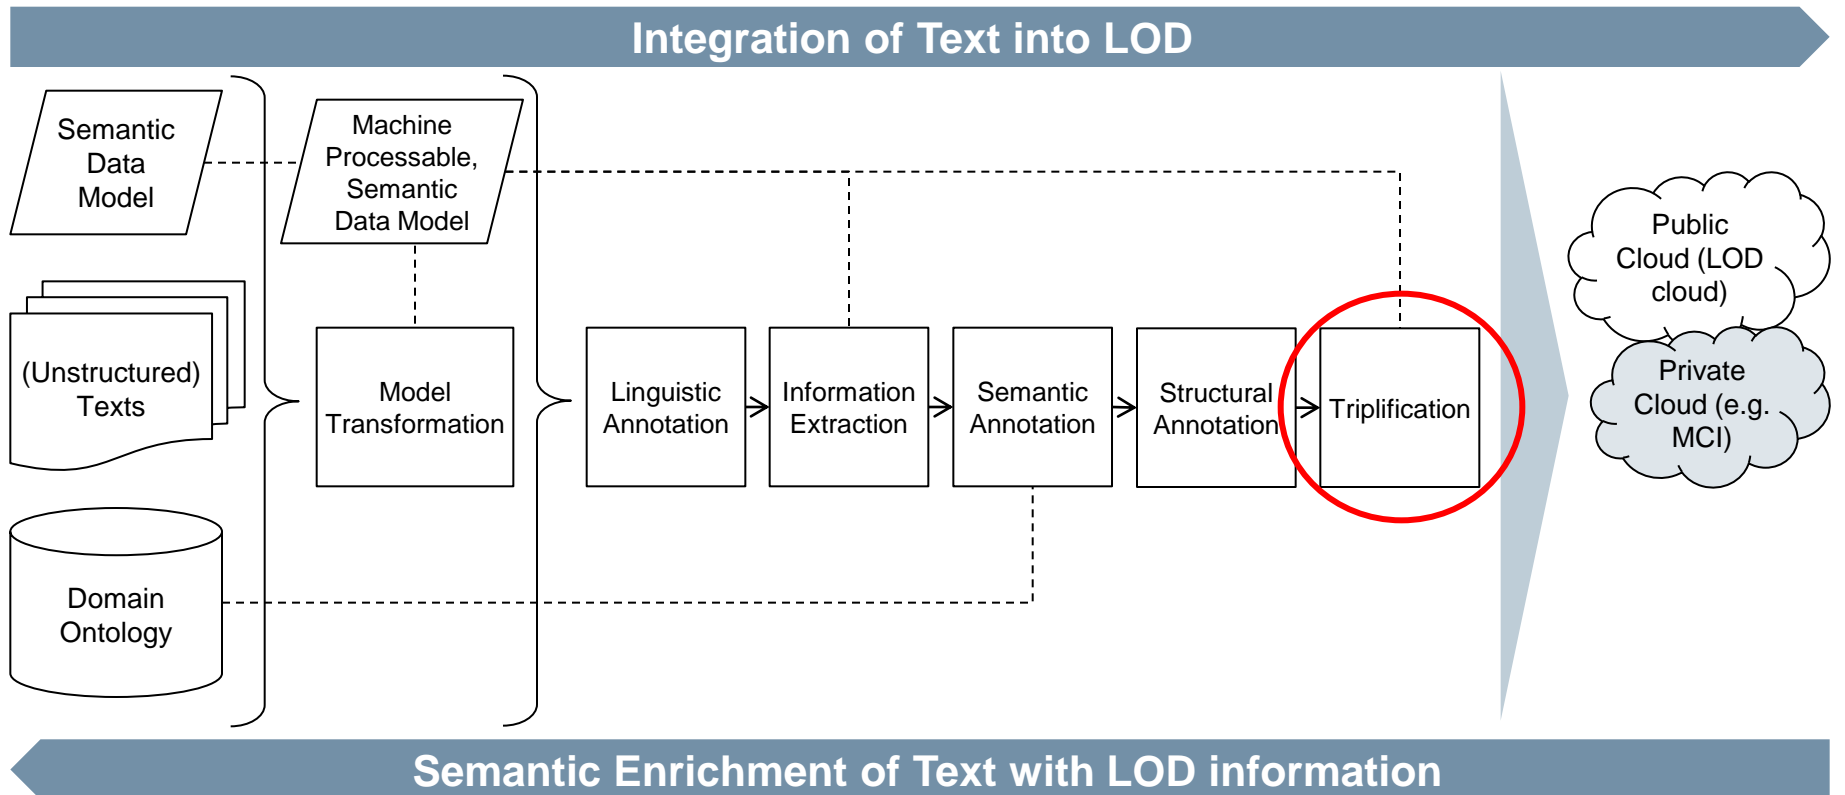 Integration of Text into LOD
Semantic
Data
Model
Machine
Processable,
Semantic
Data Model
Public
Cloud (LOD
cloud)
(Unstructured)
Texts
Model
Transformation
Linguistic
Annotation
Information
Extraction
Semantic
Annotation
Structural
Annotation
Triplification
Private
Cloud (e.g.
MCI)
Domain
Ontology
Semantic Enrichment of Text with LOD information